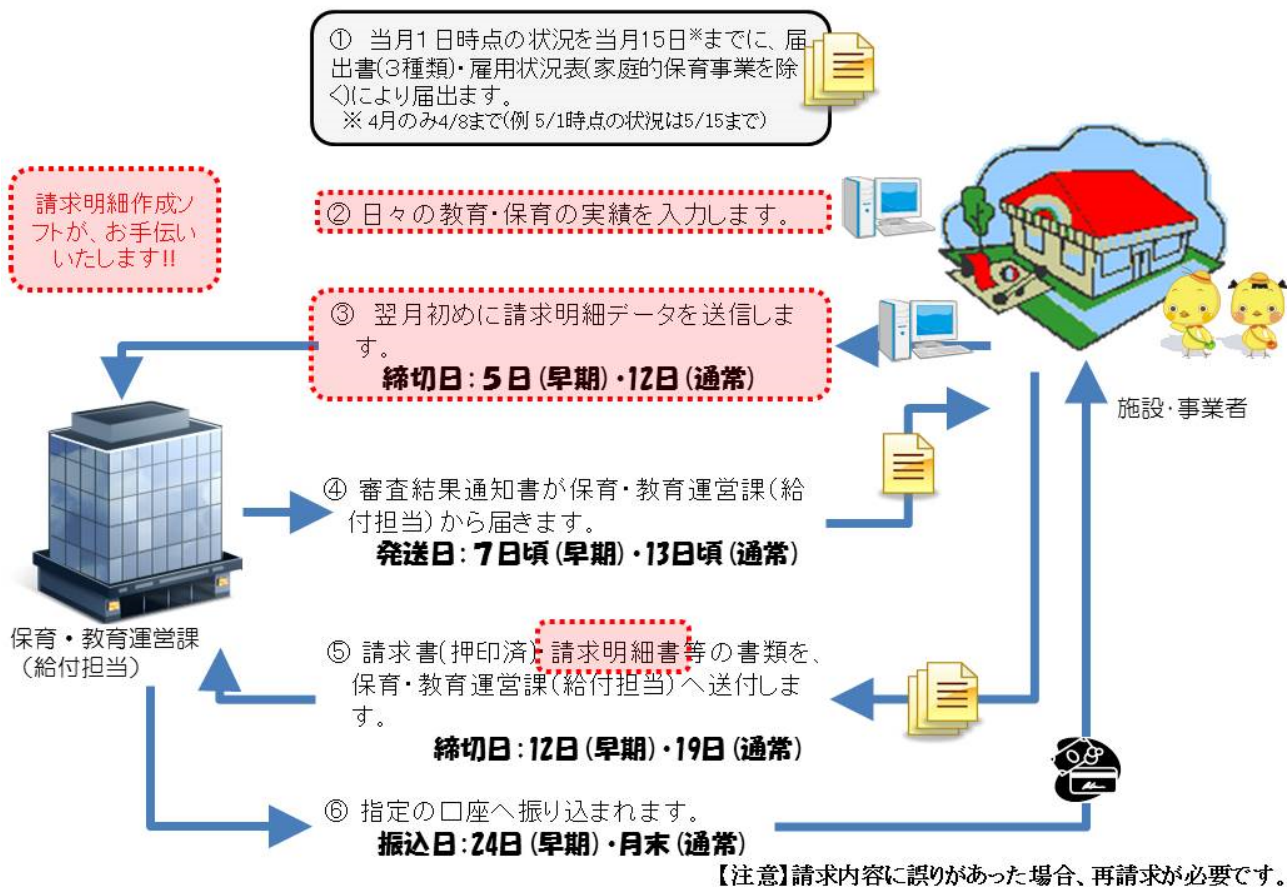 ① 当月1日時点の状況を当月15日※までに、届
出書(3種類)・雇用状況表(家庭的保育事業を除
く)により届出ます。
※ 4月のみ4/8まで(例 5/1時点の状況は5/15まで)
請求明細作成ソ
フトが、お手伝い
いたします!!
② 日々の教育・保育の実績を入力します。
③ 翌月初めに請求明細データを送信しま
す。
締切日:5日(早期)・12日(通常)
施設・事業者
④ 審査結果通知書が保育・教育運営課(給
付担当)から届きます。
発送日:7日頃(早期)・13日頃(通常)
保育・教育運営課
(給付担当)
⑤ 請求書(押印済)・請求明細書等の書類を、
保育・教育運営課(給付担当)へ送付しま
す。
締切日:12日(早期)・19日(通常)
⑥ 指定の口座へ振り込まれます。
振込日:24日(早期)・月末(通常)
【注意】請求内容に誤りがあった場合、再請求が必要です。